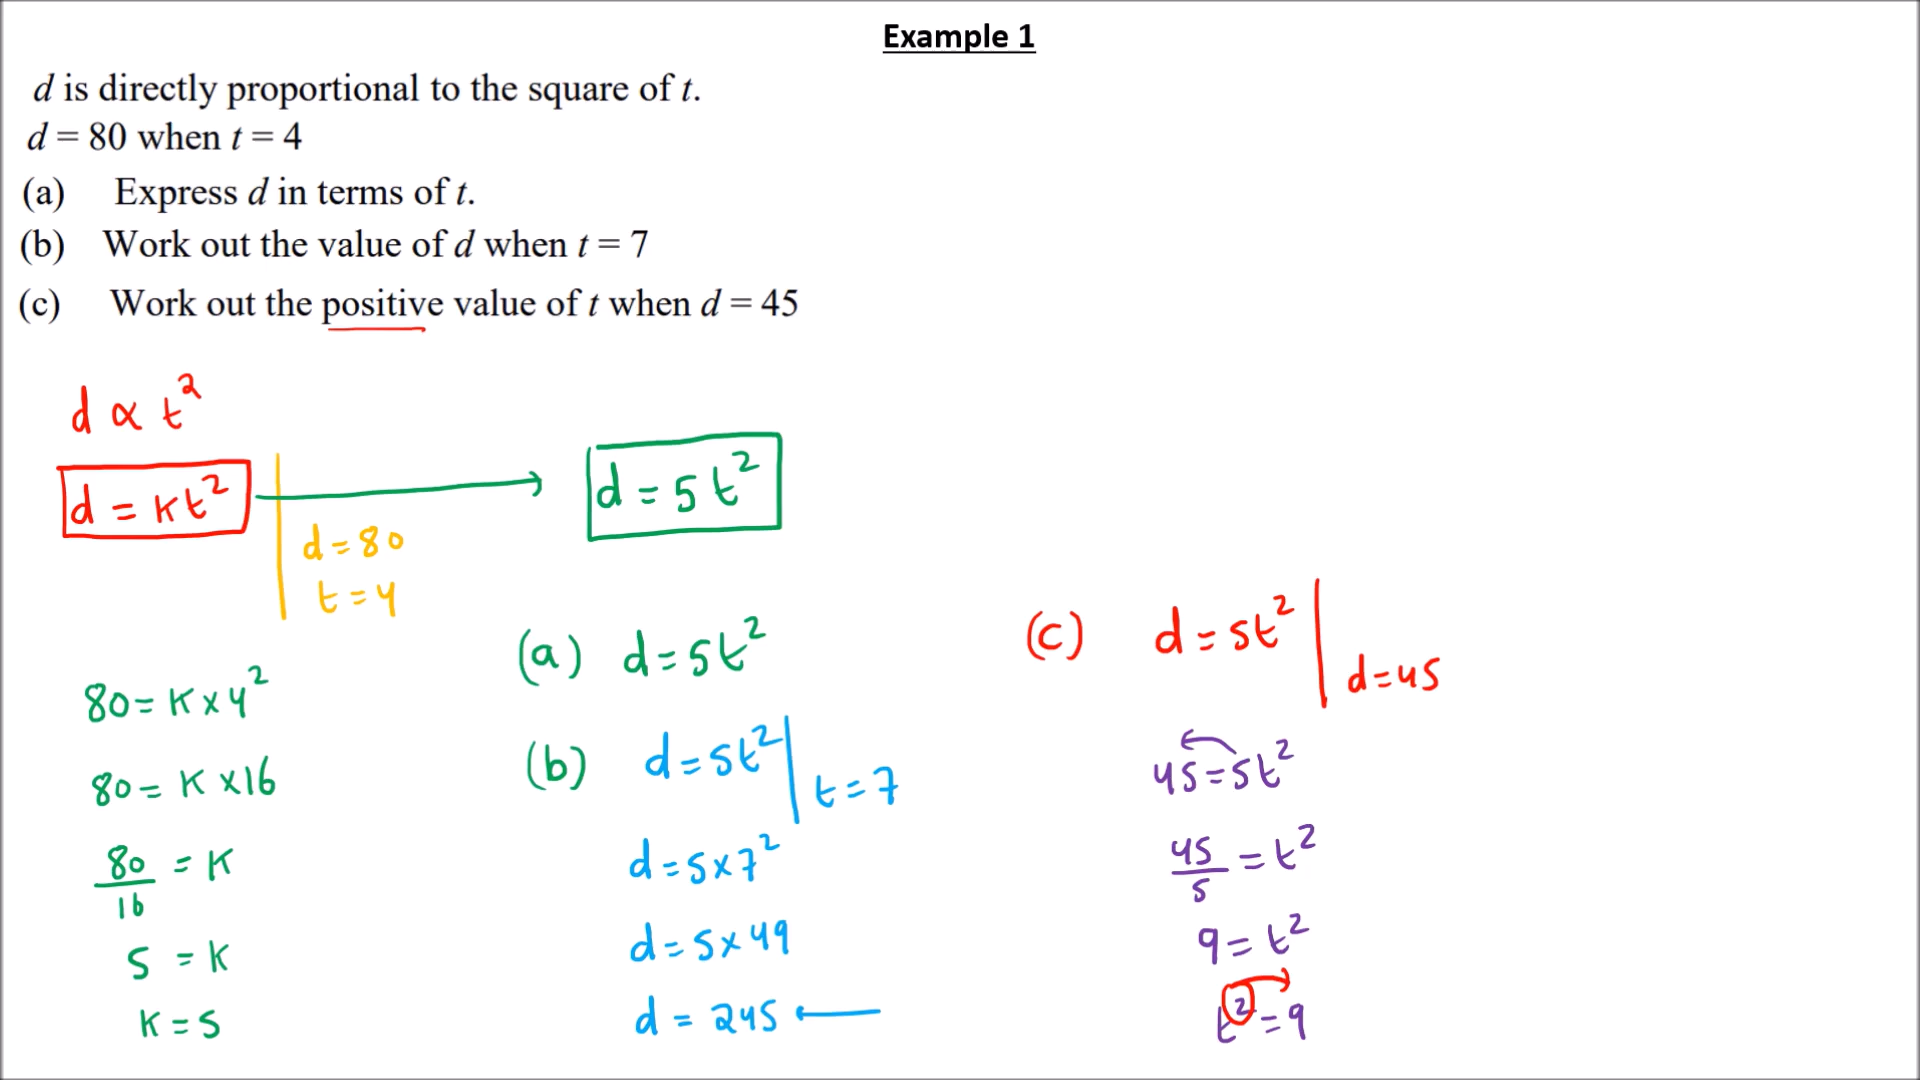 Example 1
d is directly proportional to the square of t.
d = 80 when t = 4
(a) Express d in terms of t.
(b) Work out the value of d when t = 7
(c) Work out the positive value of t when d = 45
d ∝ t²
d = kt²
d = 80
t = 4
d = 5t²
80 = k × 4²
80 = k × 16
80/16 = k
5 = k
k = 5
(a) d = 5t²
(b) d = 5t²
t = 7
d = 5 × 7²
d = 5 × 49
d = 245
(c) d = 5t²
d = 45
45 = 5t²
45/5 = t²
9 = t²
t² = 9